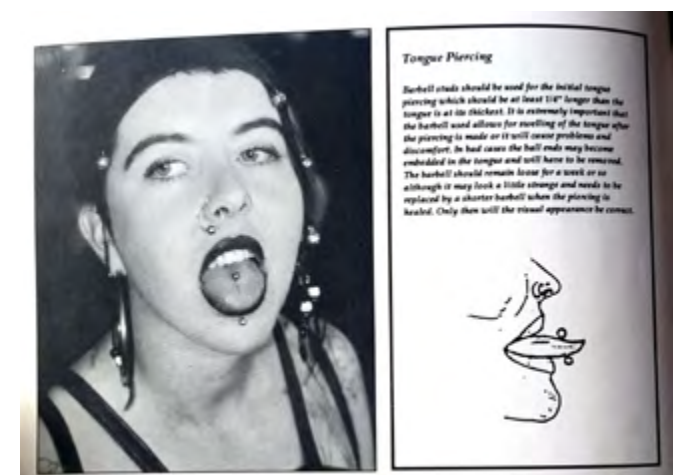 Tongue Piercing
Barbell studs should be used for the initial tongue
piercing which should be at least 1/4" longer than the
tongue is at its thickest. It is extremely important that
the barbell used allows for swelling of the tongue after
the piercing is made or it will cause problems and
discomfort. In bad cases the ball ends may become
embedded in the tongue and will have to be removed.
The barbell should remain loose for a week or so
although it may look a little strange and needs to be
replaced by a shorter barbell when the piercing is
healed. Only then will the visual appearance be correct.